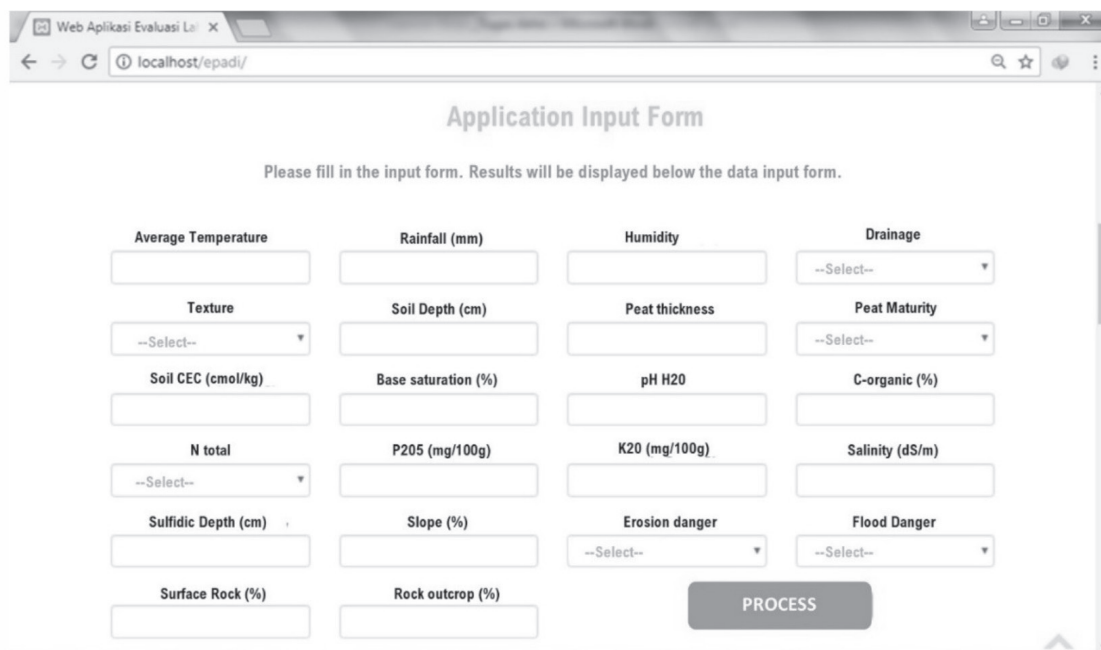 Web Aplikasi Evaluasi La
localhost/epadi/
Application Input Form
Please fill in the input form. Results will be displayed below the data input form.
Average Temperature Rainfall (mm) Humidity Drainage
--Select--
Texture Soil Depth (cm) Peat thickness Peat Maturity
--Select-- --Select--
Soil CEC (cmol/kg) Base saturation (%) pH H20 C-organic (%)
N total P205 (mg/100g) K20 (mg/100g) Salinity (dS/m)
--Select--
Sulfidic Depth (cm) Slope (%) Erosion danger Flood Danger
--Select-- --Select--
Surface Rock (%) Rock outcrop (%)
PROCESS